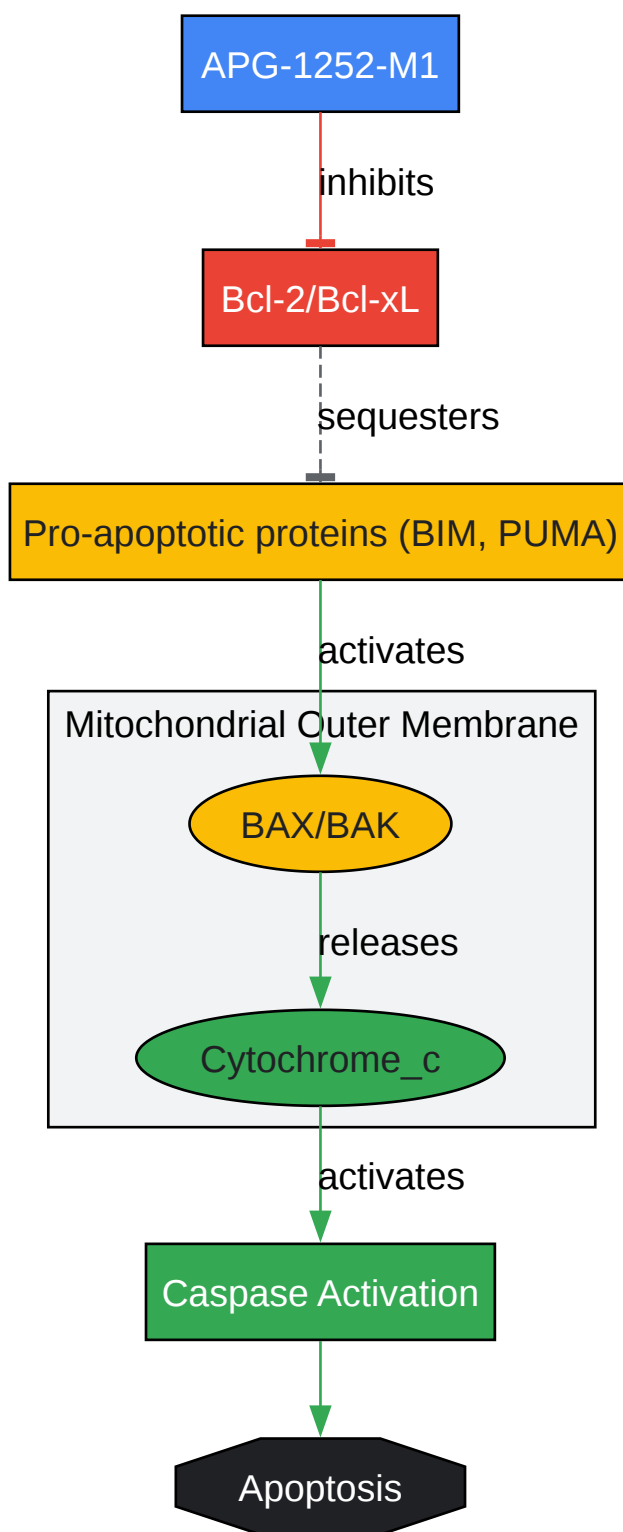 APG-1252-M1
inhibits
Bcl-2/Bcl-xL
sequesters
Pro-apoptotic proteins (BIM, PUMA)
activates
Mitochondrial Outer Membrane
BAX/BAK
releases
Cytochrome_c
activates
Caspase Activation
Apoptosis